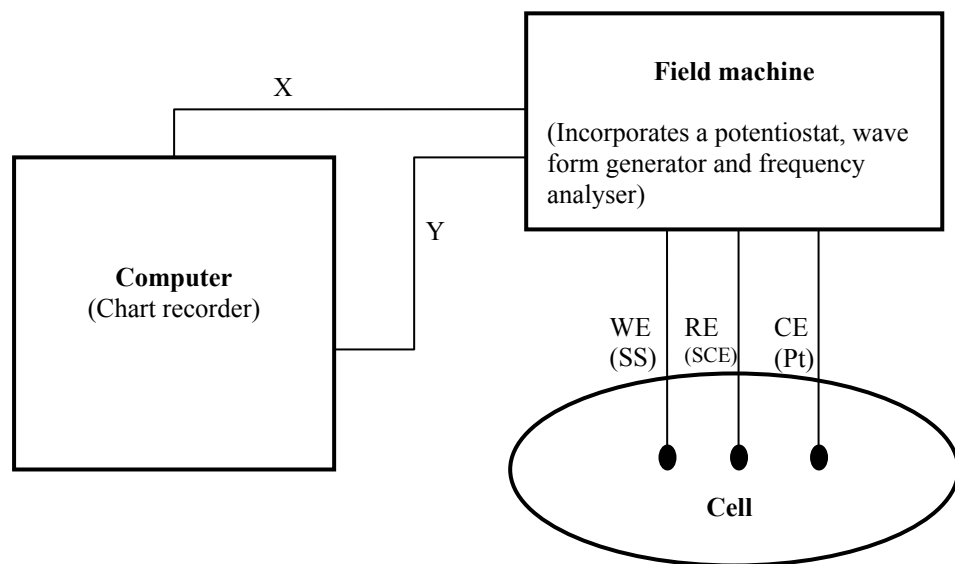 X
Field machine
(Incorporates a potentiostat, wave
form generator and frequency
analyser)
Y
Computer
(Chart recorder)
WE RE CE
(SS) (SCE) (Pt)
Cell